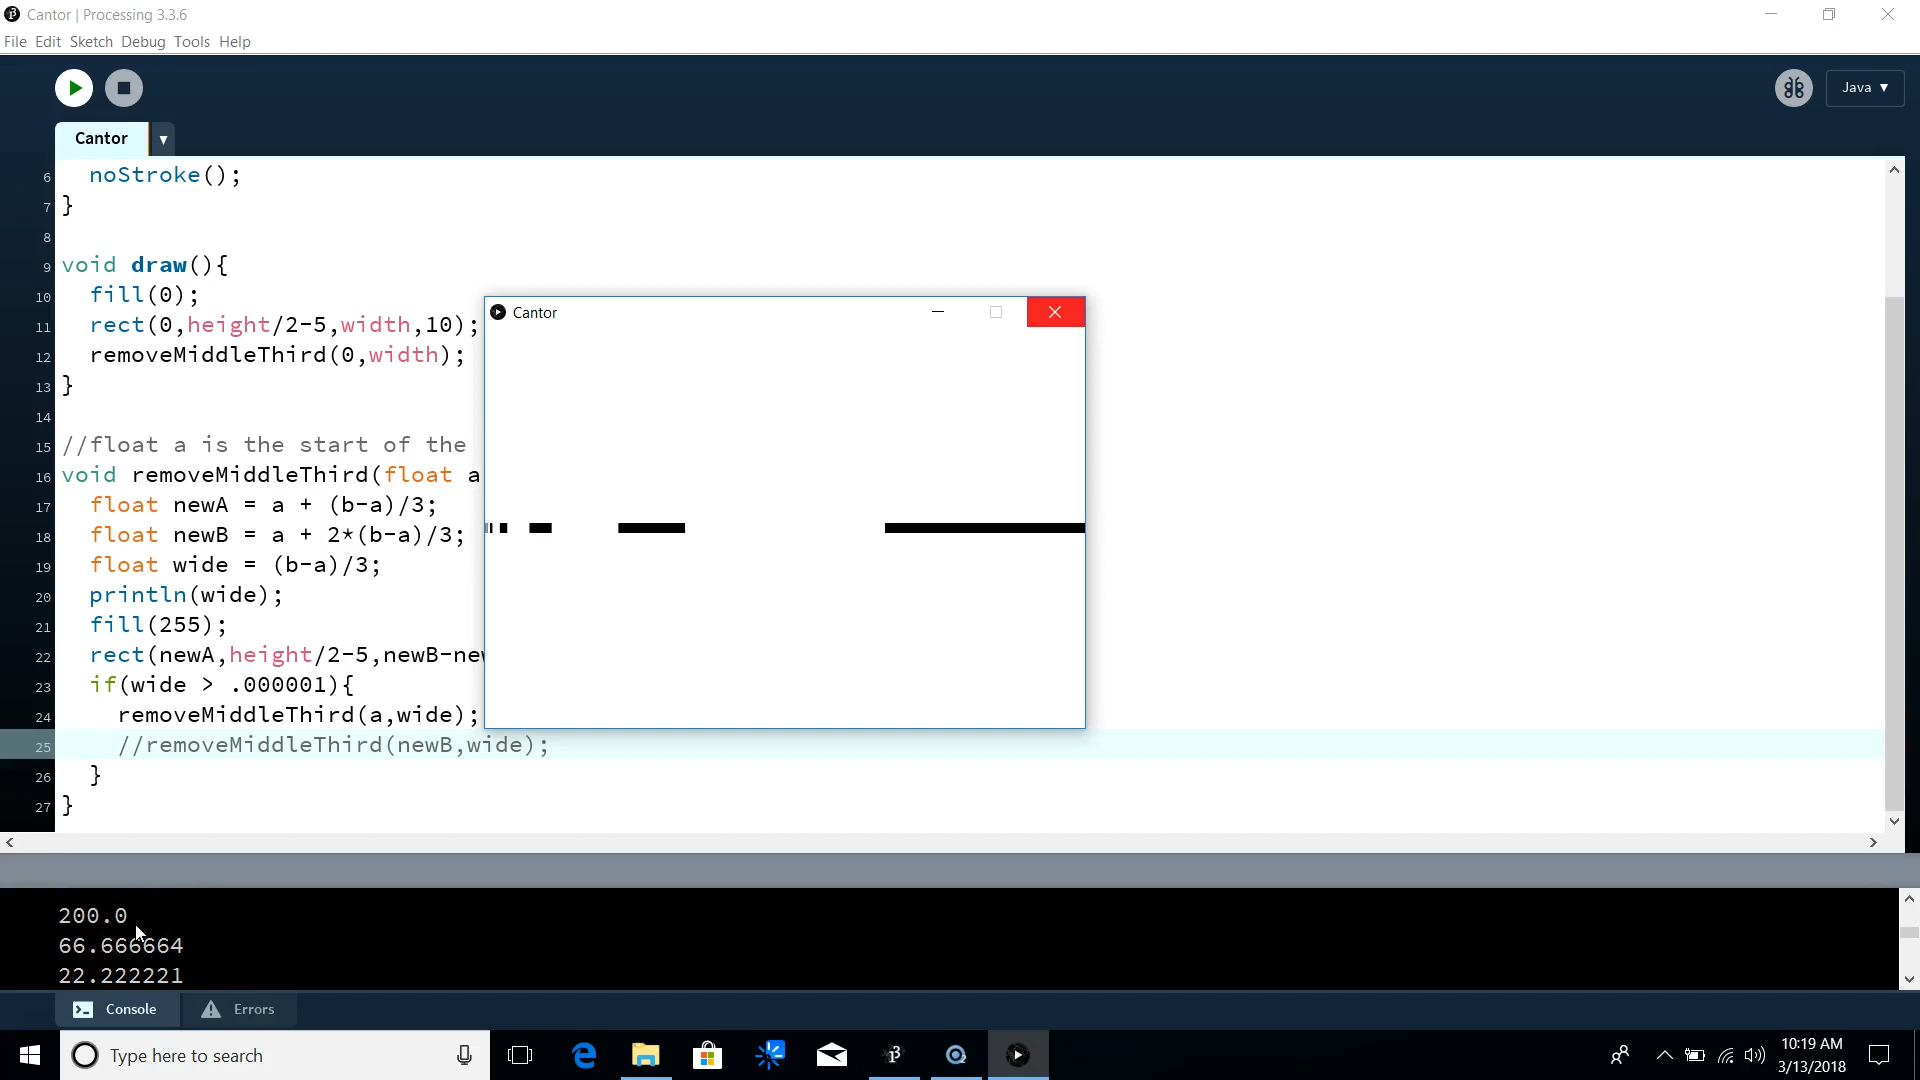 Cantor | Processing 3.3.6
File Edit Sketch Debug Tools Help
Java ▼
Cantor ▼
6 noStroke();
7 }
8
9 void draw(){
10 fill(0);
11 rect(0,height/2-5,width,10);
12 removeMiddleThird(0,width);
13 }
14
15 //float a is the start of the
16 void removeMiddleThird(float a
17 float newA = a + (b-a)/3;
18 float newB = a + 2*(b-a)/3;
19 float wide = (b-a)/3;
20 println(wide);
21 fill(255);
22 rect(newA,height/2-5,newB-new
23 if(wide > .000001){
24 removeMiddleThird(a,wide);
25 //removeMiddleThird(newB,wide);
26 }
27 }
Cantor
200.0
66.666664
22.222221
Console Errors
Type here to search
10:19 AM
3/13/2018